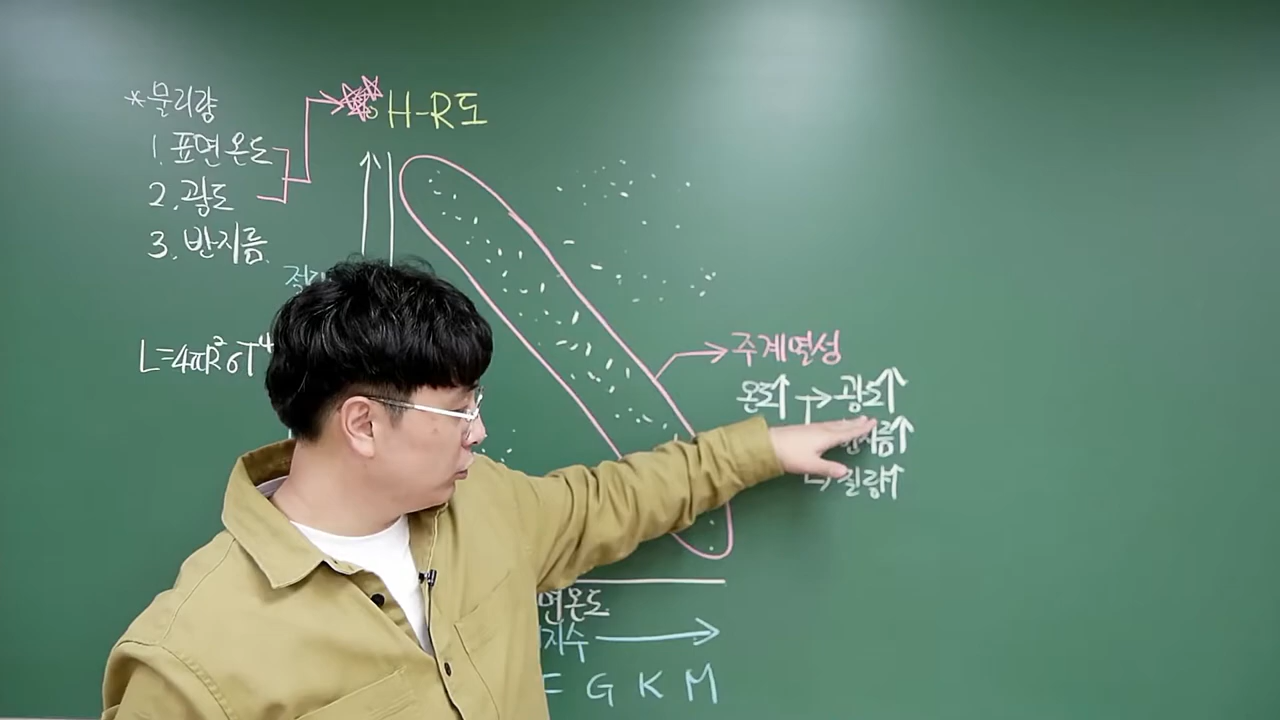 *물리량
1. 표면온도
2. 광도
3. 반지름
L=4πR²σT⁴
H-R도
주계열성
온도↑ → 광도↑
반지름↑
→ 질량↑
면온도
지수 →
F G K M